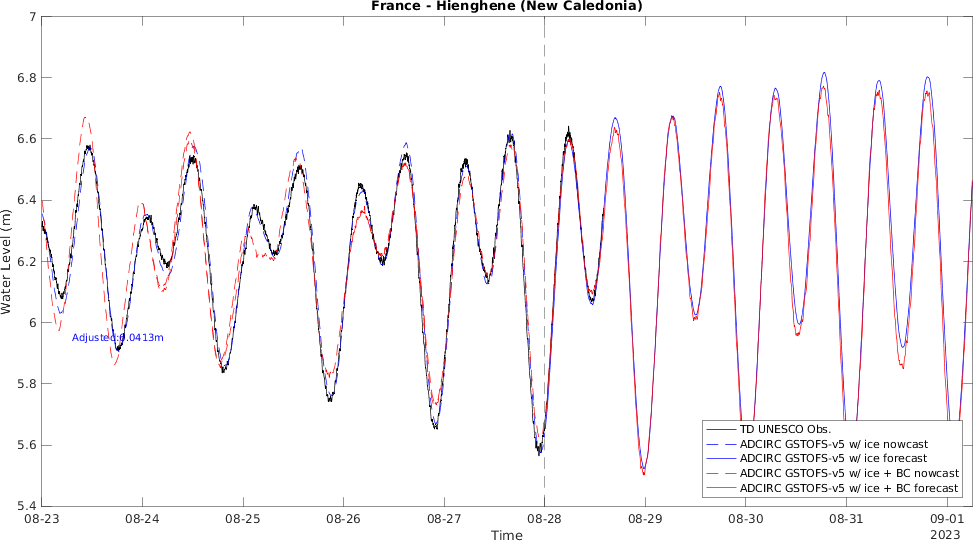 France - Hienghene (New Caledonia)
7
6.8
6.6
6.4
6.2
6
5.8
5.6
5.4
Water Level (m)
Adjusted:0.0413m
TD UNESCO Obs.
ADCIRC GSTOFS-v5 w/ ice nowcast
ADCIRC GSTOFS-v5 w/ ice forecast
ADCIRC GSTOFS-v5 w/ ice + BC nowcast
ADCIRC GSTOFS-v5 w/ ice + BC forecast
08-23 08-24 08-25 08-26 08-27 08-28 08-29 08-30 08-31 09-01
2023
Time